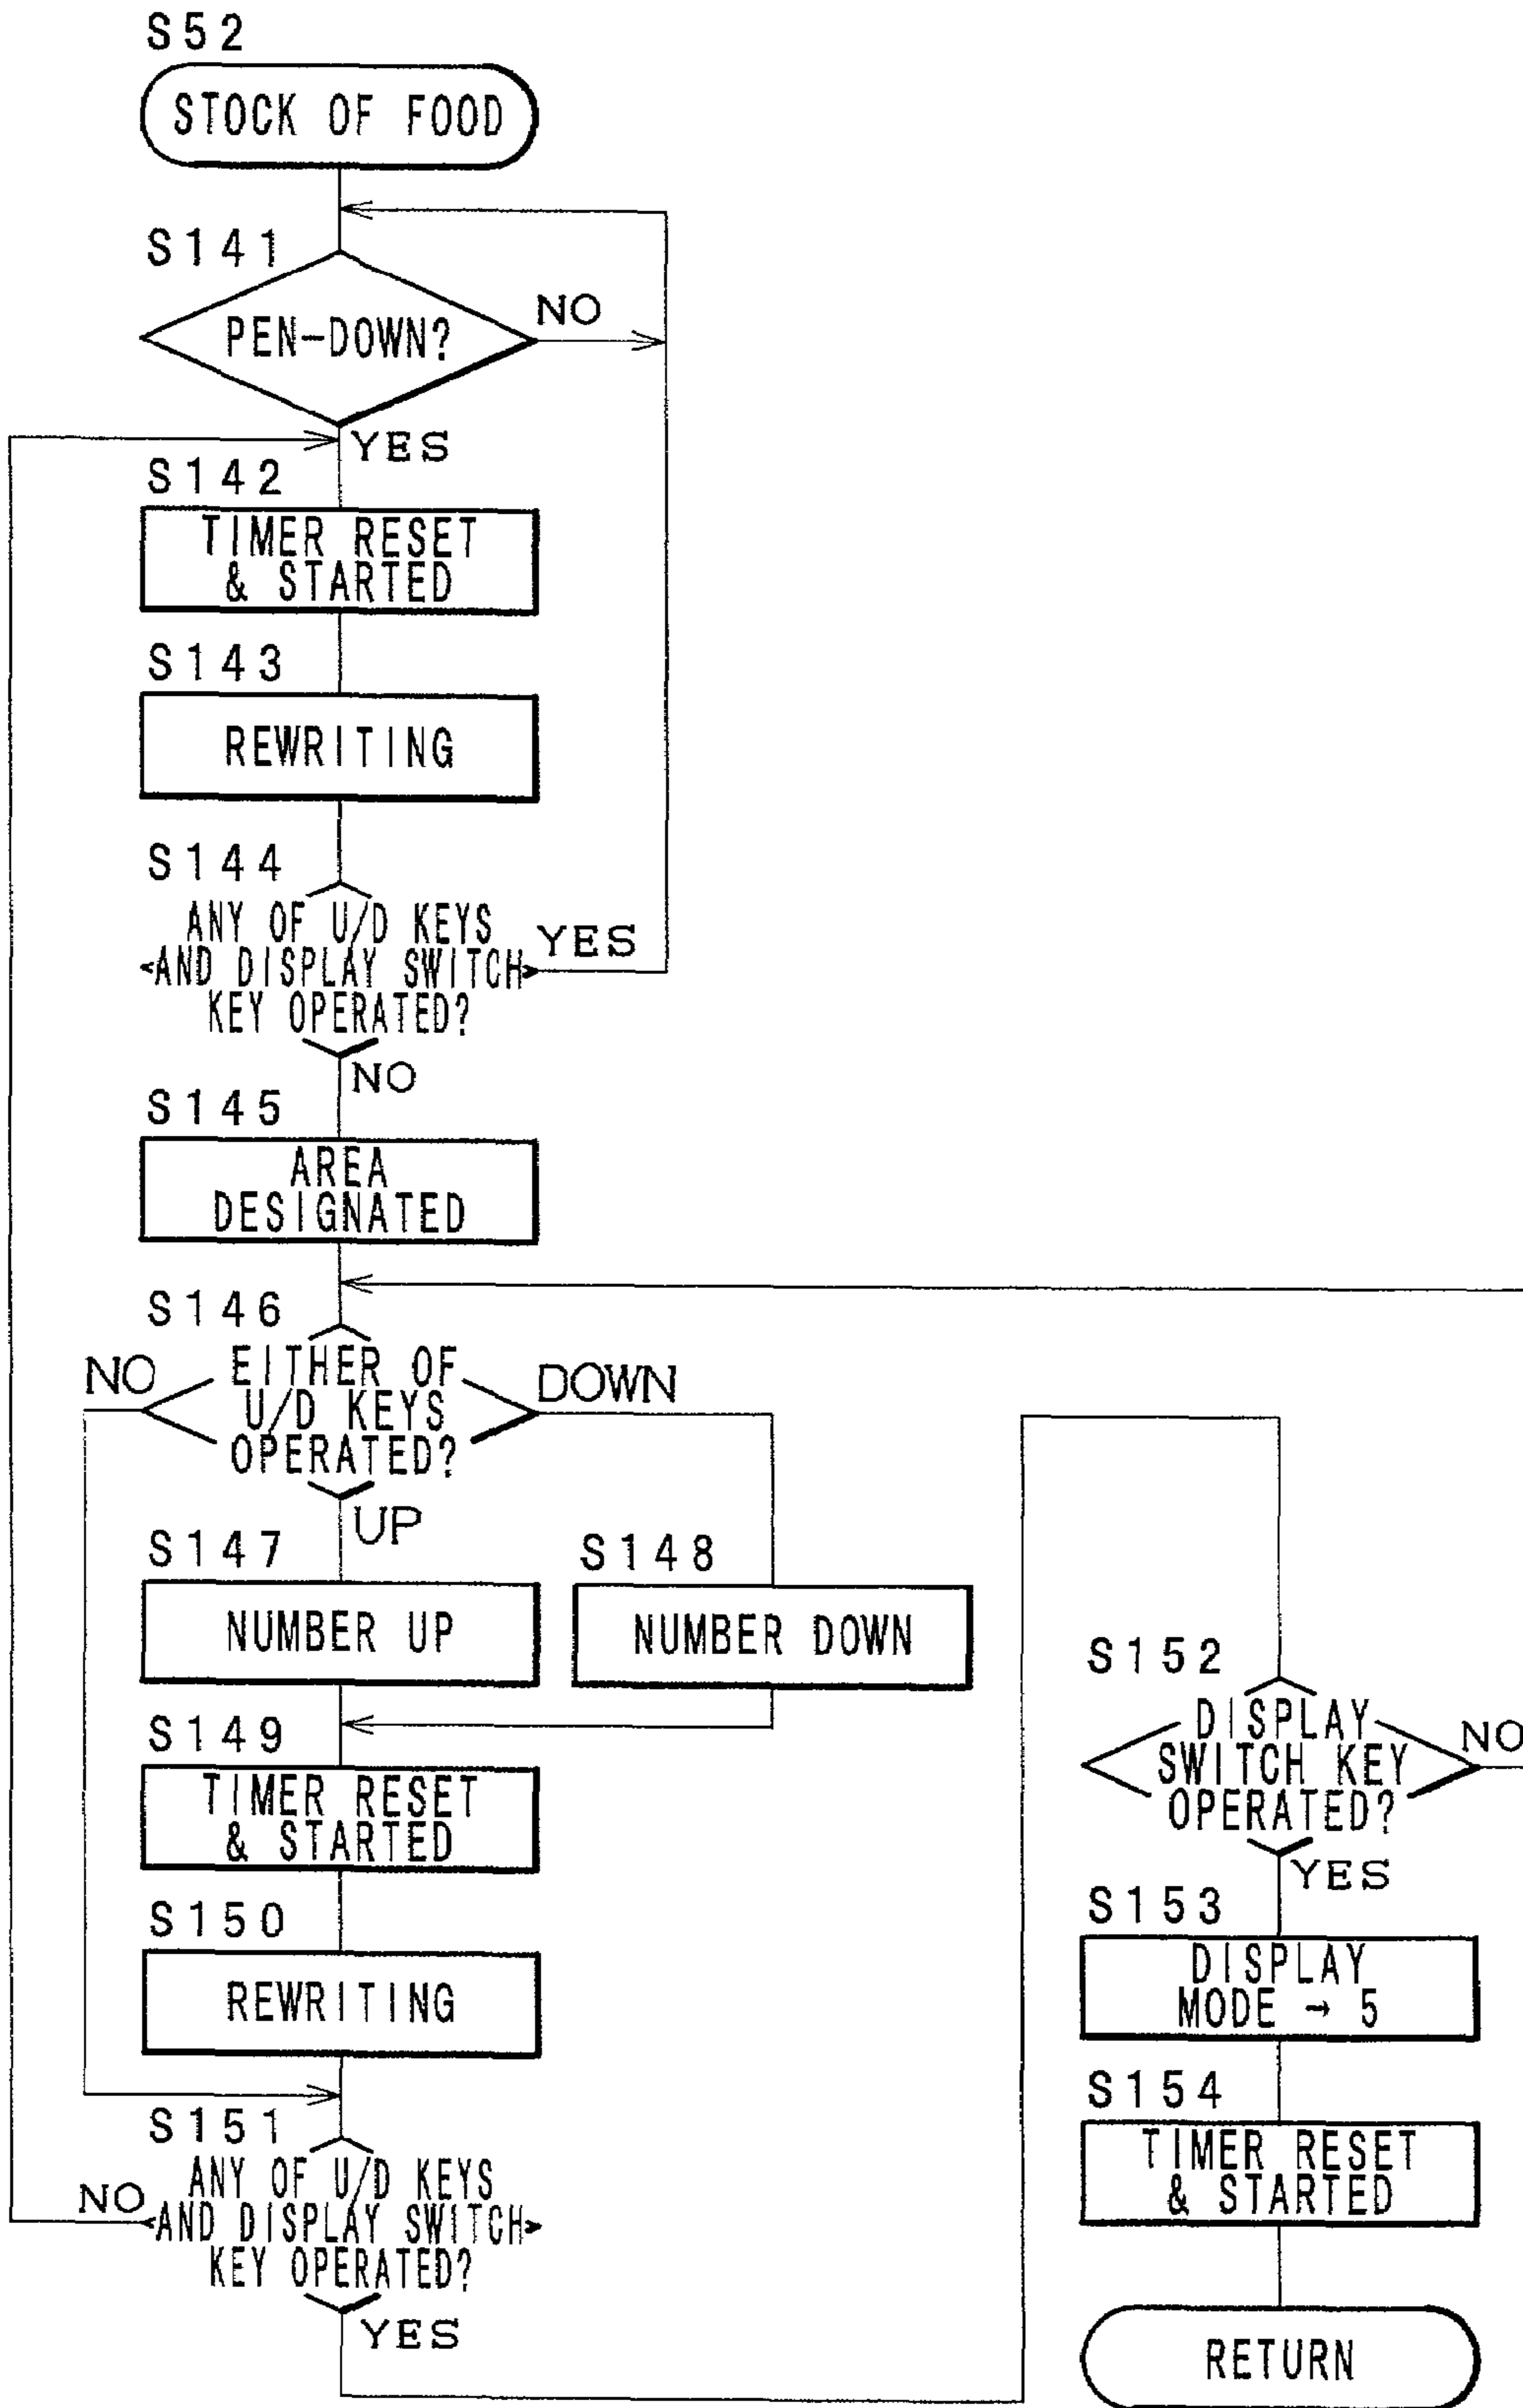 S52
STOCK OF FOOD
S141
PEN-DOWN?
NO
YES
S142
TIMER RESET
& STARTED
S143
REWRITING
S144
ANY OF U/D KEYS
AND DISPLAY SWITCH
KEY OPERATED?
YES
NO
S145
AREA
DESIGNATED
S146
EITHER OF
U/D KEYS
OPERATED?
NO
DOWN
UP
S147
NUMBER UP
S148
NUMBER DOWN
S149
TIMER RESET
& STARTED
S150
REWRITING
S151
ANY OF U/D KEYS
AND DISPLAY SWITCH
KEY OPERATED?
NO
YES
S152
DISPLAY
SWITCH KEY
OPERATED?
NO
YES
S153
DISPLAY
MODE → 5
S154
TIMER RESET
& STARTED
RETURN